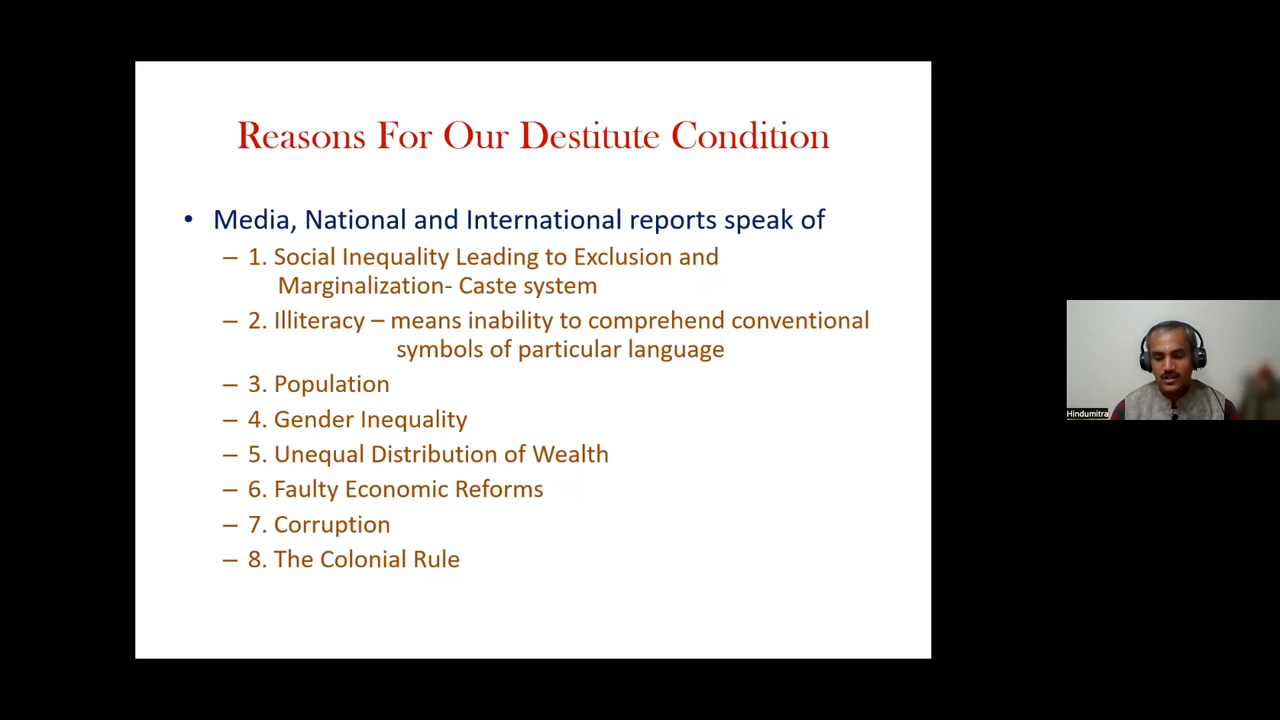 Reasons For Our Destitute Condition
• Media, National and International reports speak of
– 1. Social Inequality Leading to Exclusion and
Marginalization- Caste system
– 2. Illiteracy – means inability to comprehend conventional
symbols of particular language
– 3. Population
– 4. Gender Inequality
– 5. Unequal Distribution of Wealth
– 6. Faulty Economic Reforms
– 7. Corruption
– 8. The Colonial Rule
Hindumitra